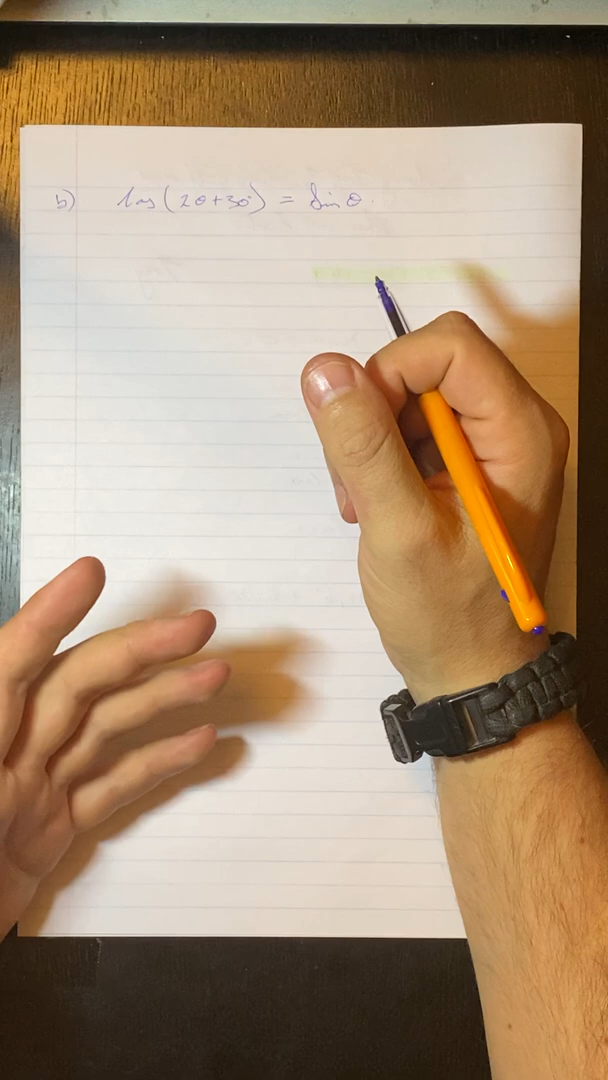 b) cos(2θ+30°) = Sin θ.